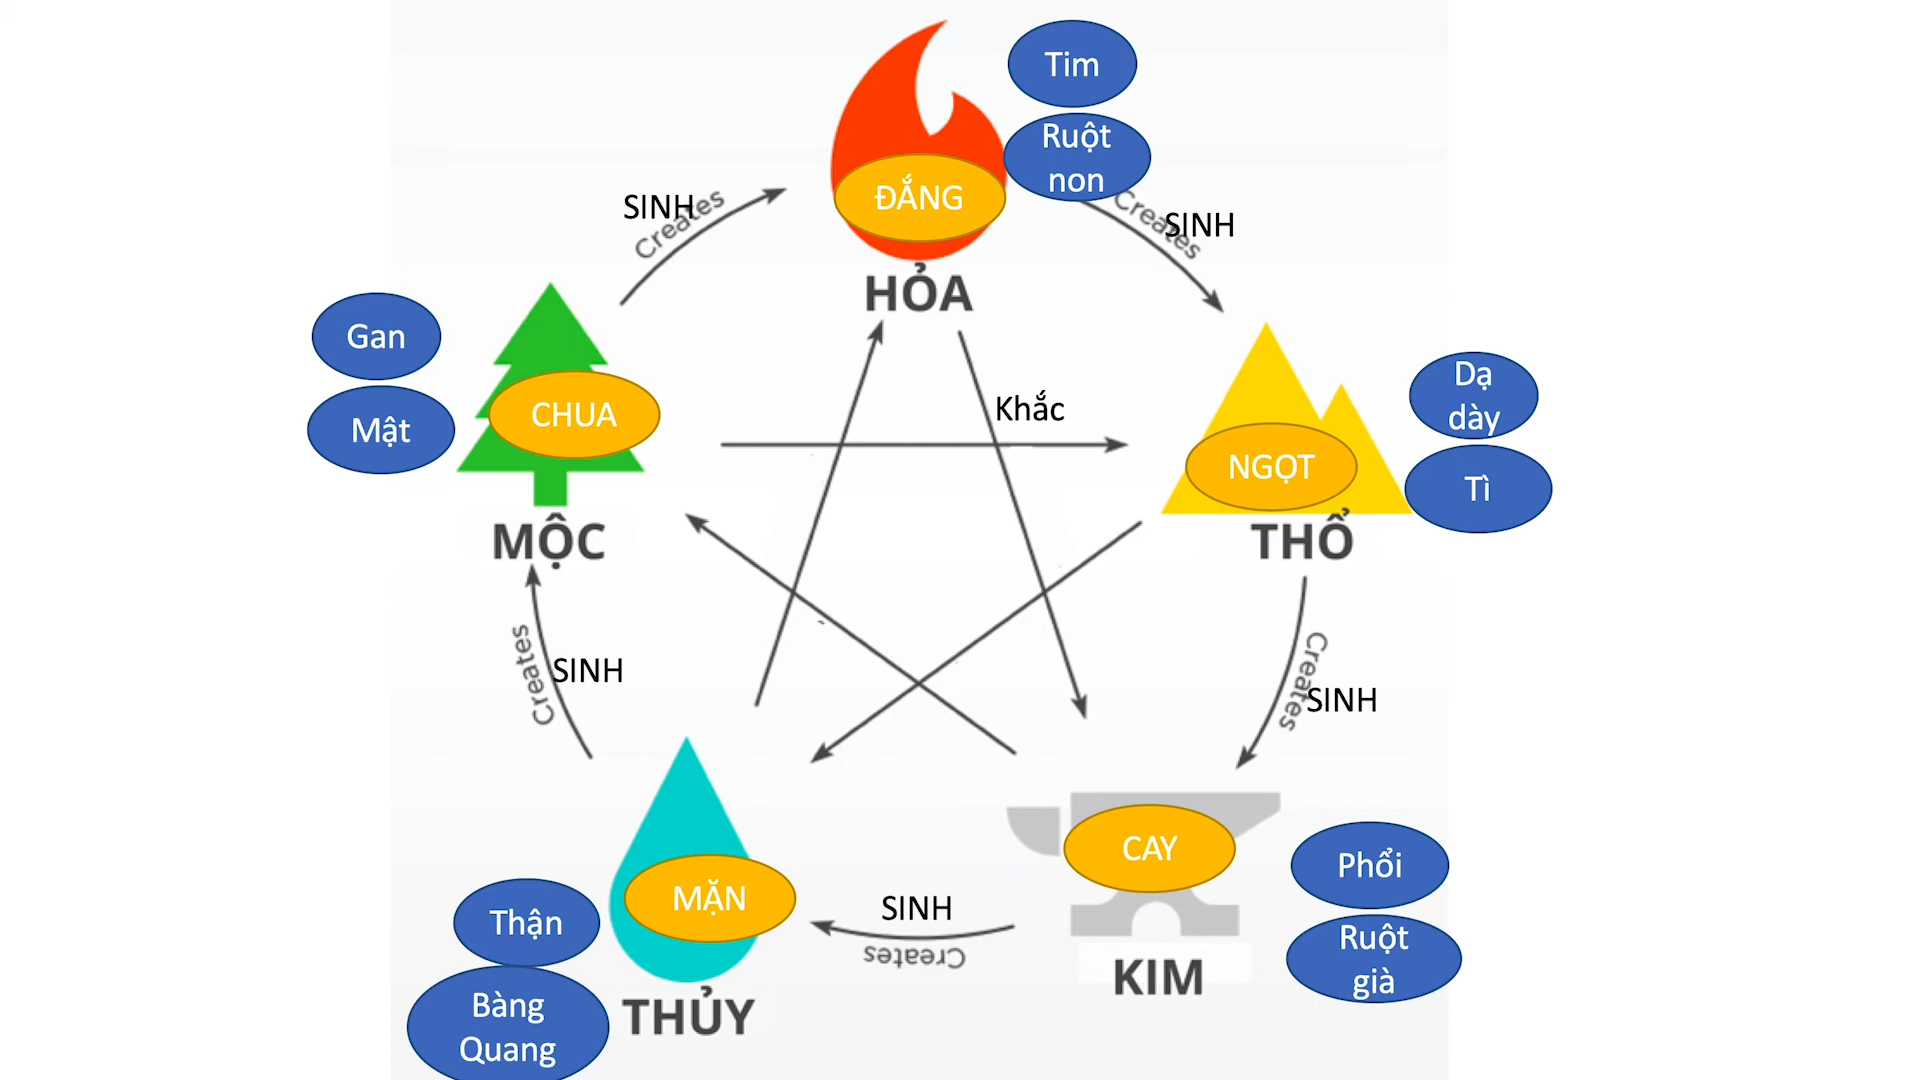 Tim
Ruột
non
ĐẮNG
HỎA
SINH
Creates
Creates
SINH
Gan
Mật
CHUA
MỘC
Khắc
Dạ
dày
Tì
NGỌT
THỔ
Creates
SINH
Creates
SINH
Thận
Bàng
Quang
MẶN
THỦY
SINH
Creates
CAY
KIM
Phổi
Ruột
già